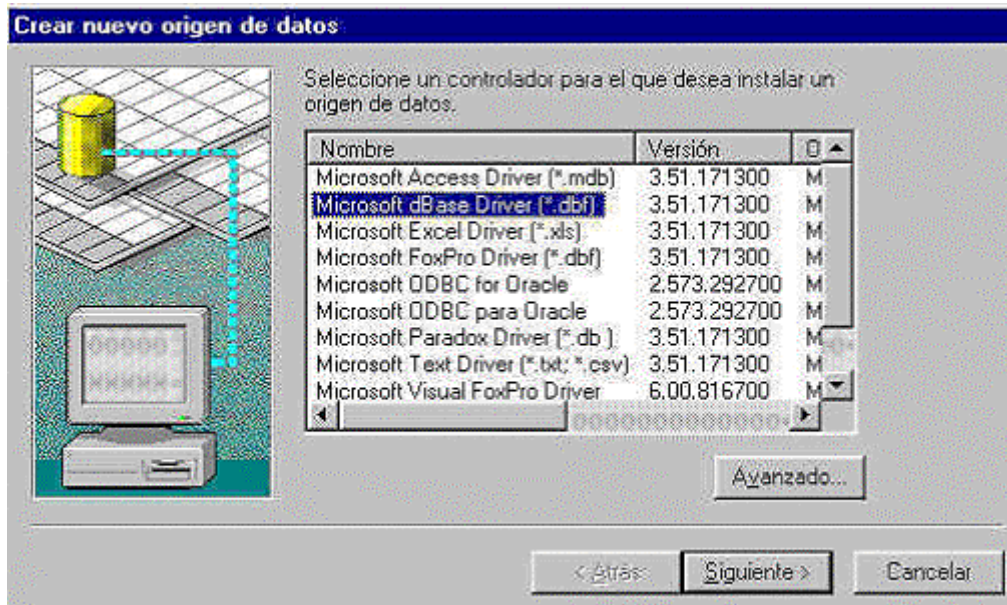 Crear nuevo origen de datos
Seleccione un controlador para el que desea instalar un
origen de datos.
Nombre Versión
Microsoft Access Driver (*.mdb) 3.51.171300 M
Microsoft dBase Driver (*.dbf) 3.51.171300 M
Microsoft Excel Driver (*.xls) 3.51.171300 M
Microsoft FoxPro Driver (*.dbf) 3.51.171300 M
Microsoft ODBC for Oracle 2.573.292700 M
Microsoft ODBC para Oracle 2.573.292700 M
Microsoft Paradox Driver (*.db ) 3.51.171300 M
Microsoft Text Driver (*.txt; *.csv) 3.51.171300 M
Microsoft Visual FoxPro Driver 6.00.816700 M
Avanzado...
< Atrás Siguiente > Cancelar